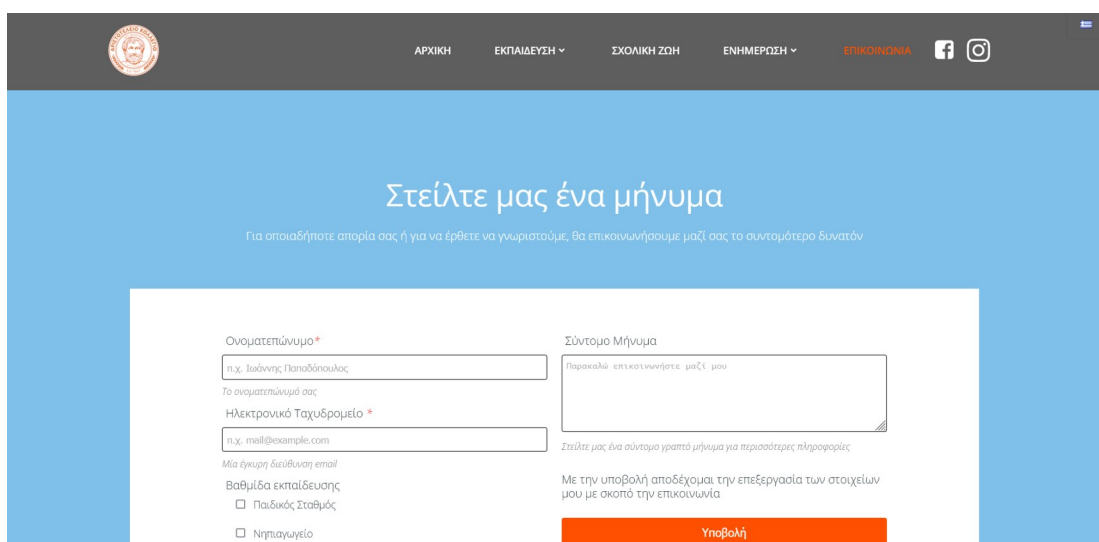 ΑΡΧΙΚΗ ΕΚΠΑΙΔΕΥΣΗ ΣΧΟΛΙΚΗ ΖΩΗ ΕΝΗΜΕΡΩΣΗ ΕΠΙΚΟΙΝΩΝΙΑ
Στείλτε μας ένα μήνυμα
Για οποιαδήποτε απορία σας ή για να έρθετε να γνωριστούμε, θα επικοινωνήσουμε μαζί σας το συντομότερο δυνατόν
Ονοματεπώνυμο*
π.χ. Ιωάννης Παπαδόπουλος
Το ονοματεπώνυμό σας
Ηλεκτρονικό Ταχυδρομείο *
π.χ. mail@example.com
Μία έγκυρη διεύθυνση email
Βαθμίδα εκπαίδευσης
Παιδικός Σταθμός
Νηπιαγωγείο
Σύντομο Μήνυμα
Παρακαλώ επικοινωνήστε μαζί μου
Στείλτε μας ένα σύντομο γραπτό μήνυμα για περισσότερες πληροφορίες
Με την υποβολή αποδέχομαι την επεξεργασία των στοιχείων
μου με σκοπό την επικοινωνία
Υποβολή